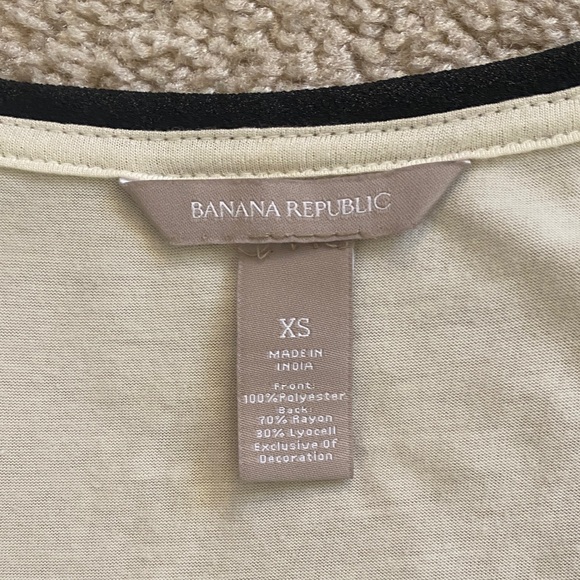 BANANA REPUBLIC
XS
MADE IN
INDIA
Front:
100%Polyester
Back:
70% Rayon
30% Lyocell
Exclusive Of
Decoration